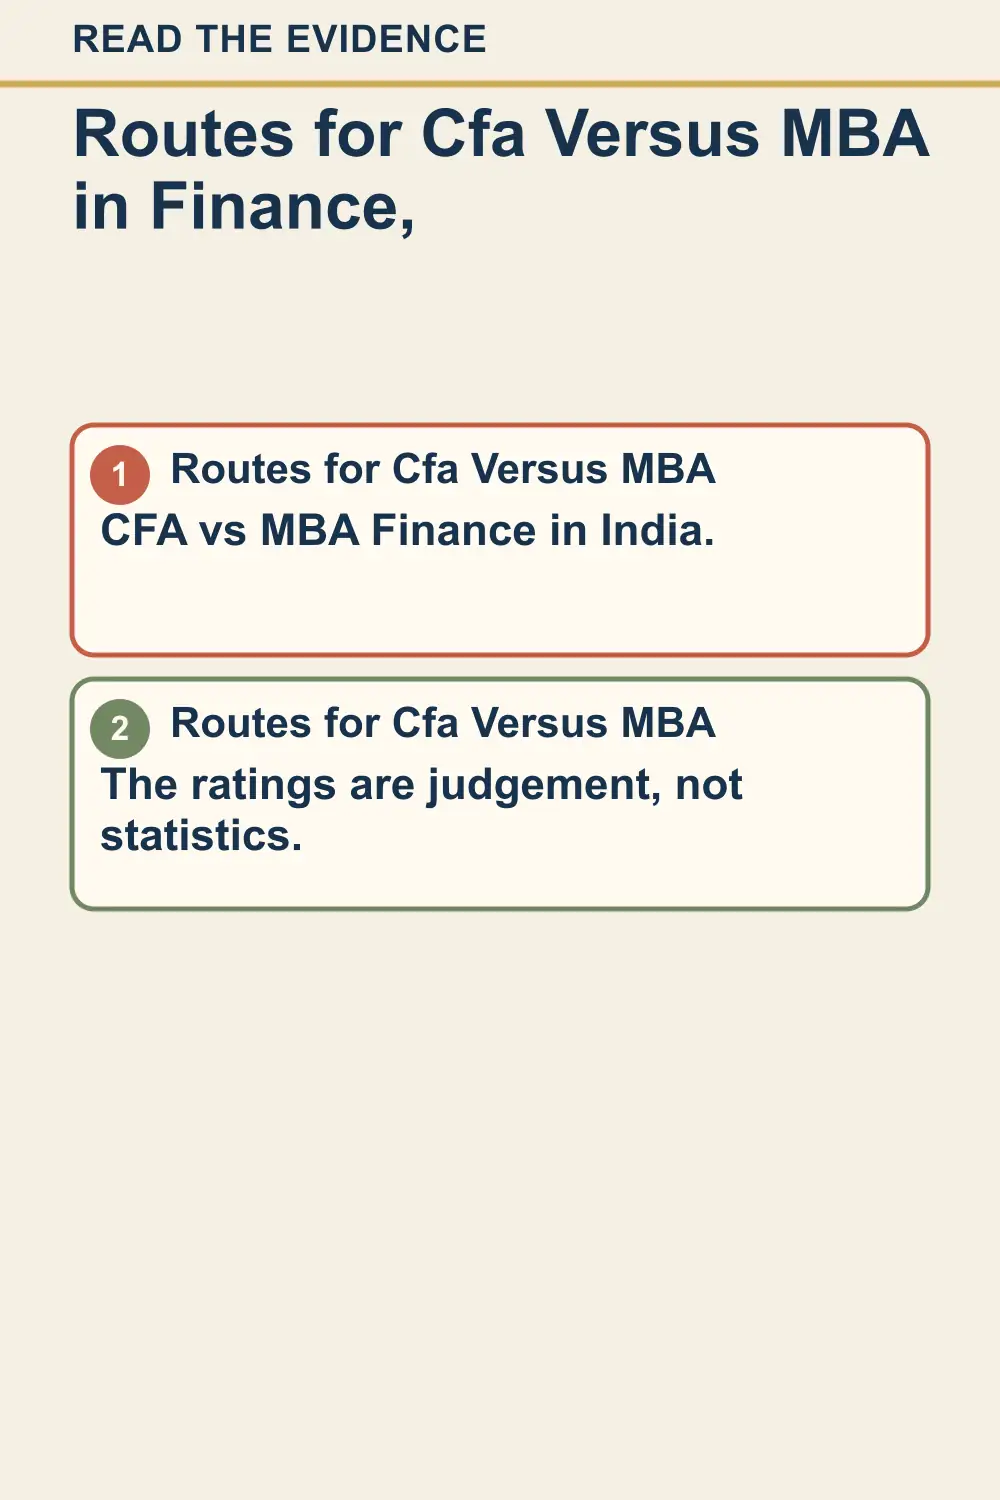 READ THE EVIDENCE
Routes for Cfa Versus MBA
in Finance,
1
Routes for Cfa Versus MBA
CFA vs MBA Finance in India.
2
Routes for Cfa Versus MBA
The ratings are judgement, not
statistics.